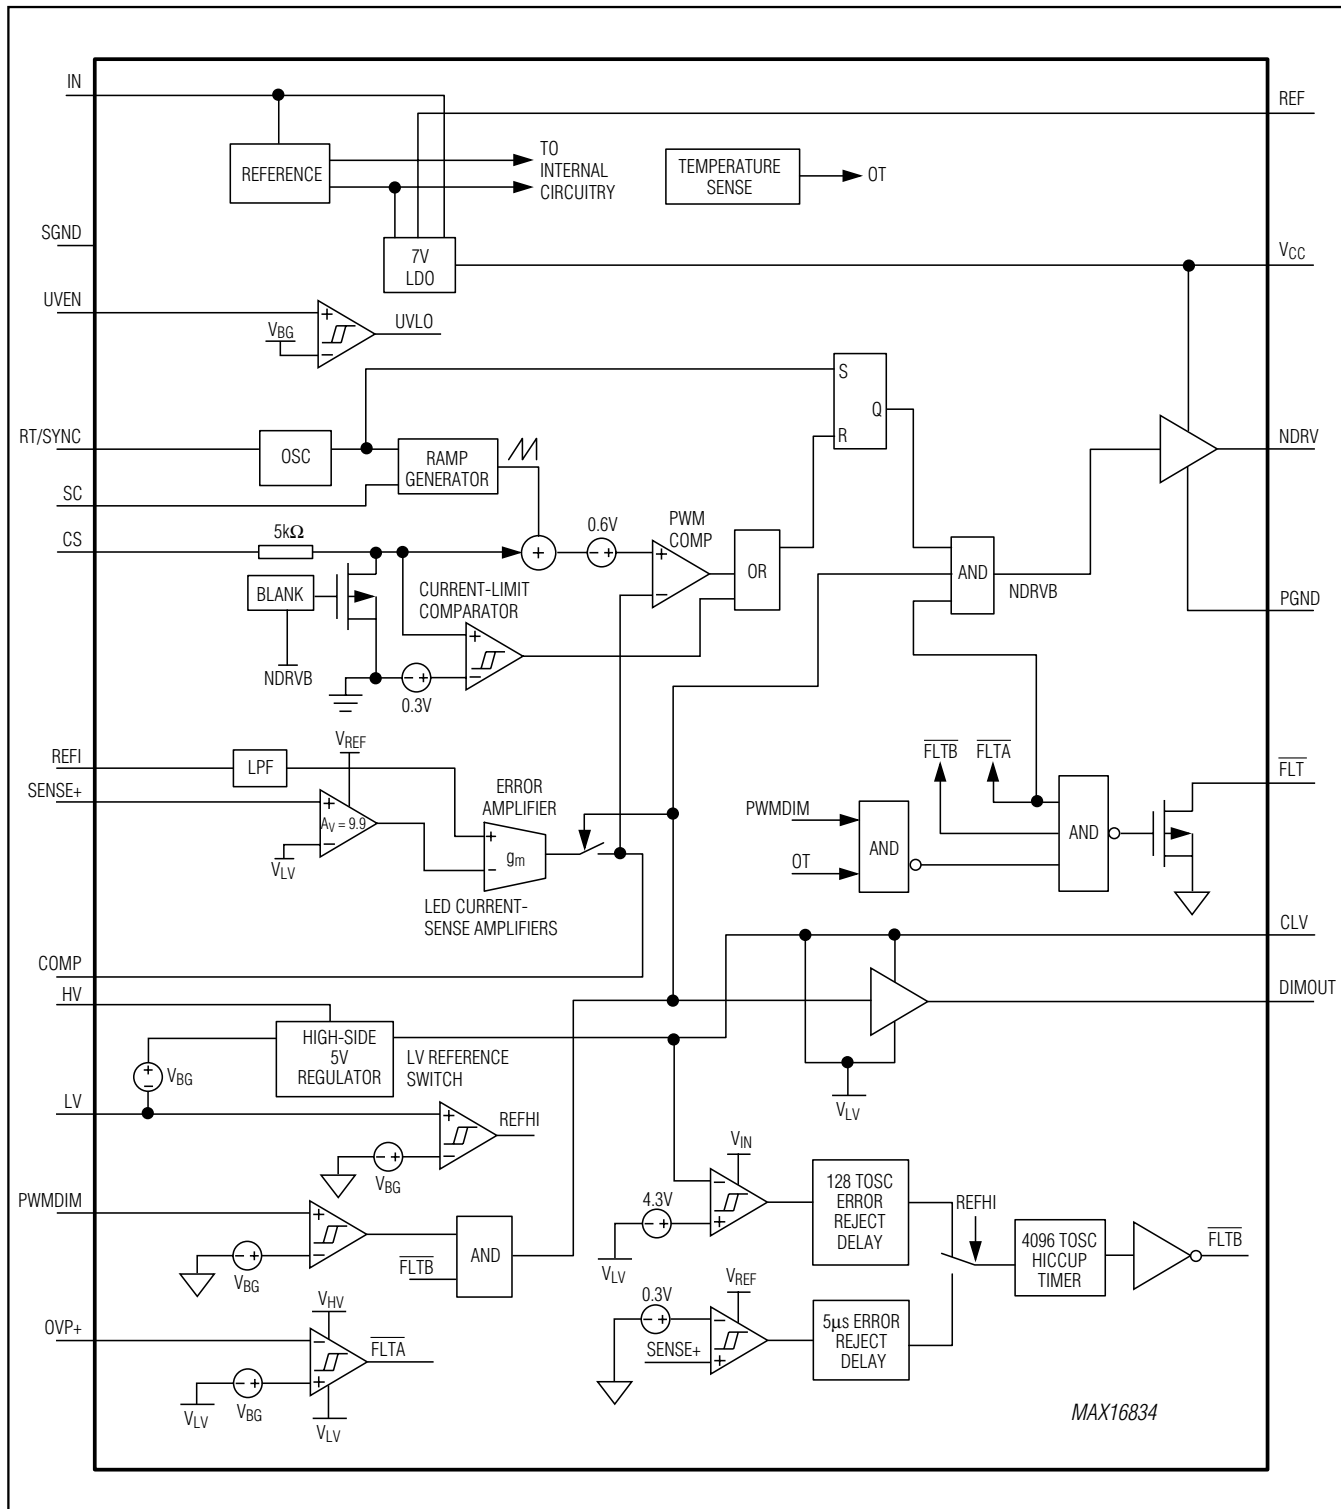 IN
REF
TO
INTERNAL
CIRCUITRY
REFERENCE
TEMPERATURE
SENSE
OT
SGND
7V
LDO
VCC
UVEN
VBG
+
−
UVLO
S
R
Q
RT/SYNC
OSC
RAMP
GENERATOR
NDRV
SC
CS
5kΩ
+
0.6V
− +
PWM
COMP
+
−
OR
AND
NDRVB
BLANK
NDRVB
CURRENT-LIMIT
COMPARATOR
+
−
− +
0.3V
PGND
REFI
LPF
VREF
SENSE+
+
AV = 9.9
−
VLV
ERROR
AMPLIFIER
+
gm
−
LED CURRENT-
SENSE AMPLIFIERS
FLTB
FLTA
FLT
PWMDIM
OT
AND
AND
CLV
COMP
HV
DIMOUT
HIGH-SIDE
5V
REGULATOR
LV REFERENCE
SWITCH
+
−
VBG
LV
+
−
REFHI
− +
VBG
VLV
PWMDIM
+
−
− +
VBG
AND
FLTB
VIN
4.3V
− +
VLV
−
+
128 TOSC
ERROR
REJECT
DELAY
REFHI
4096 TOSC
HICCUP
TIMER
FLTB
OVP+
VHV
−
+
FLTA
− +
VLV
VBG
VLV
VREF
0.3V
− +
SENSE+
−
+
5µs ERROR
REJECT
DELAY
MAX16834